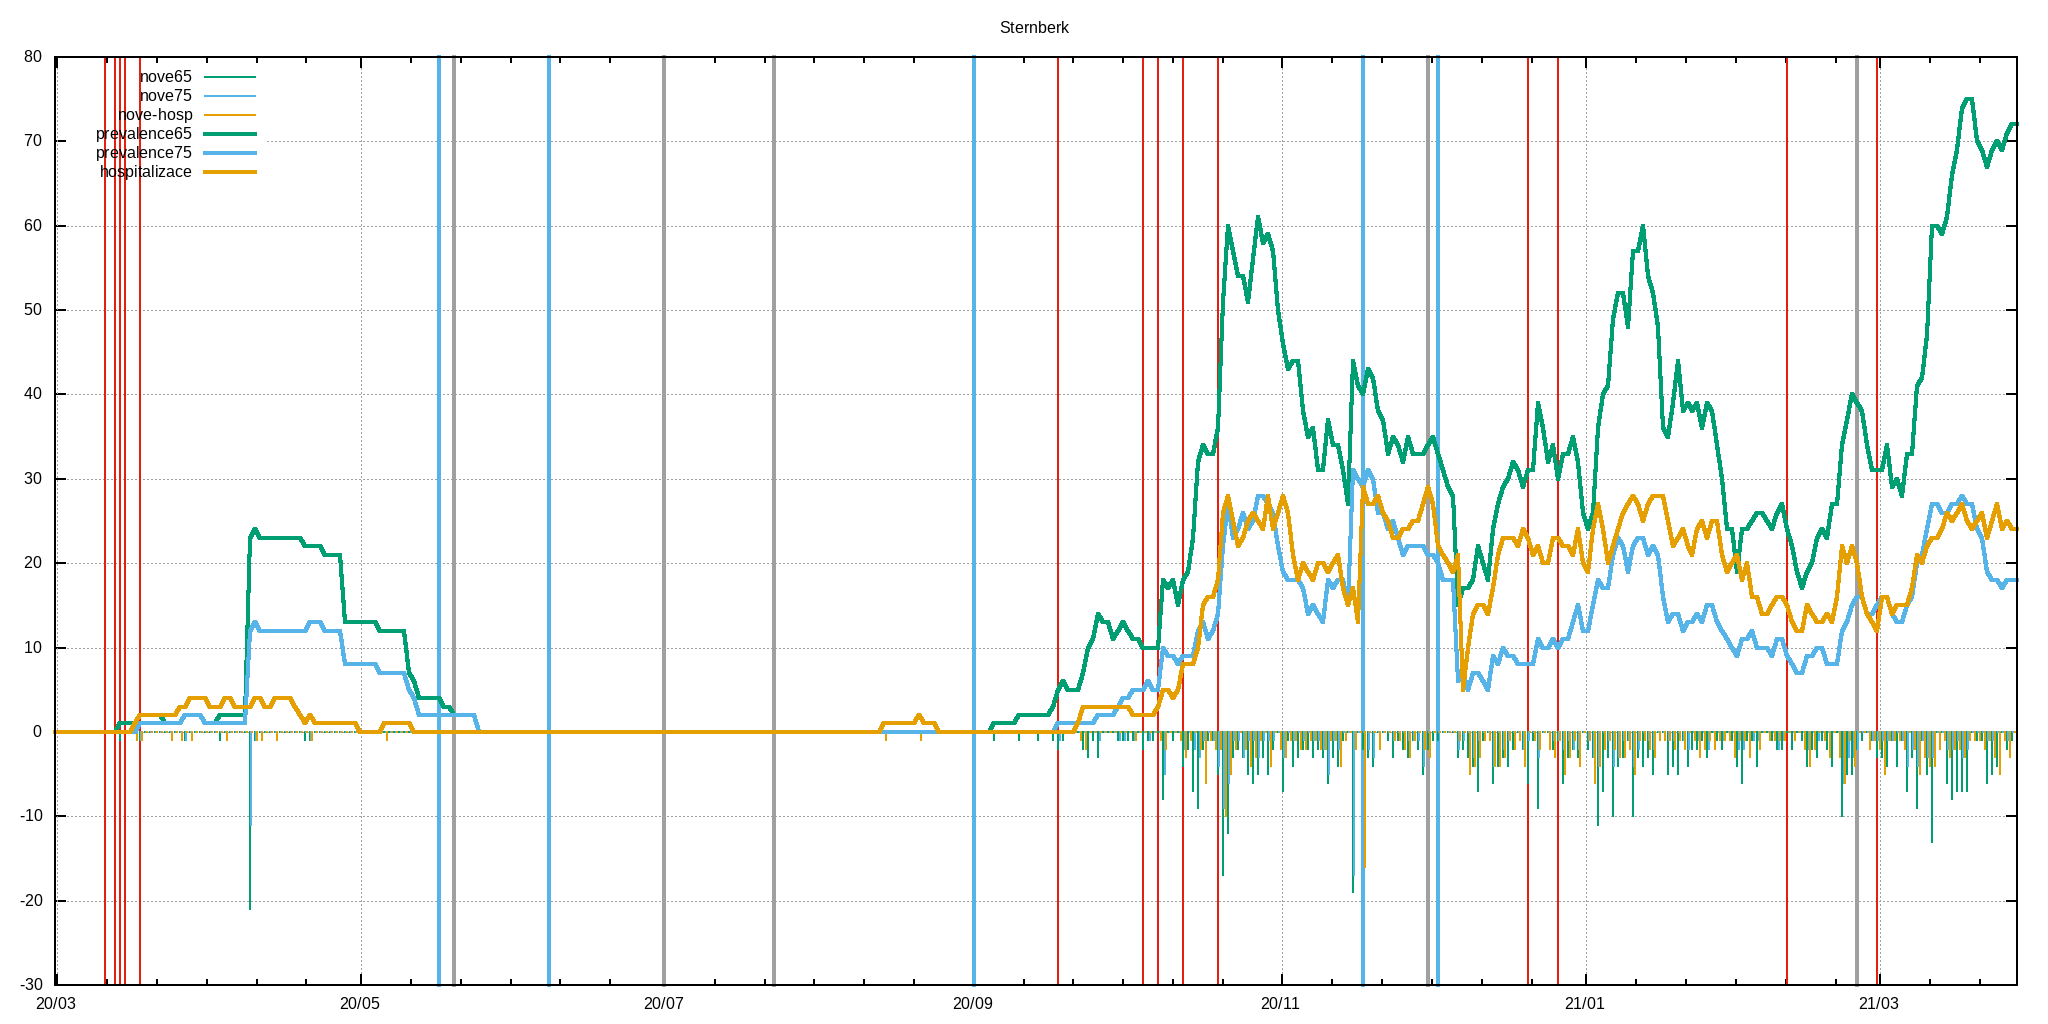 Sternberk
80
70
60
50
40
30
20
10
0
-10
-20
-30
nove65
nove75
nove-hosp
prevalence65
prevalence75
hospitalizace
20/03 20/05 20/07 20/09 20/11 21/01 21/03